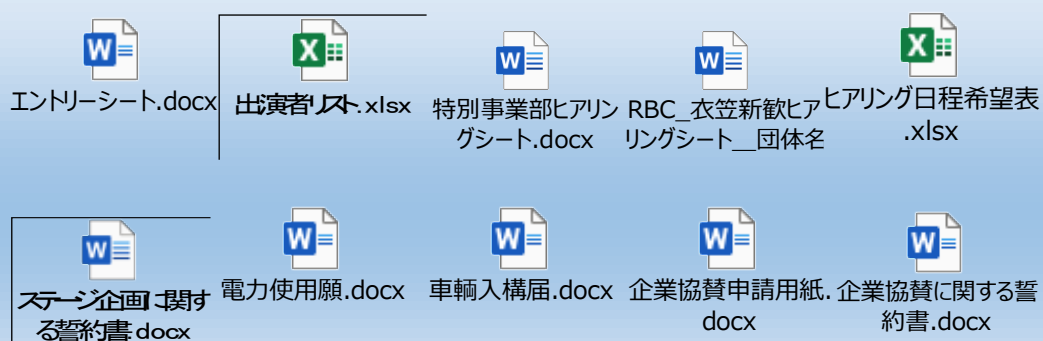 エントリーシート.docx
出演者リスト.xlsx
特別事業部ヒアリン
グシート.docx
RBC_衣笠新歓ヒア
リングシート__団体名
ヒアリング日程希望表
.xlsx
ステージ企画に関す
る誓約書.docx
電力使用願.docx
車輌入構届.docx
企業協賛申請用紙.
docx
企業協賛に関する誓
約書.docx